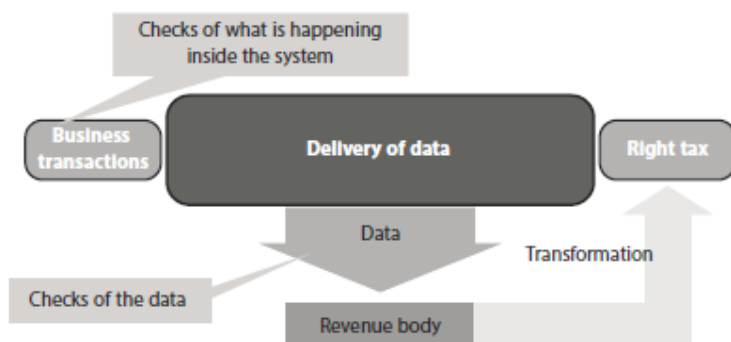 Checks of what is happening
inside the system
Business
transactions
Delivery of data
Right tax
Data
Transformation
Checks of the data
Revenue body